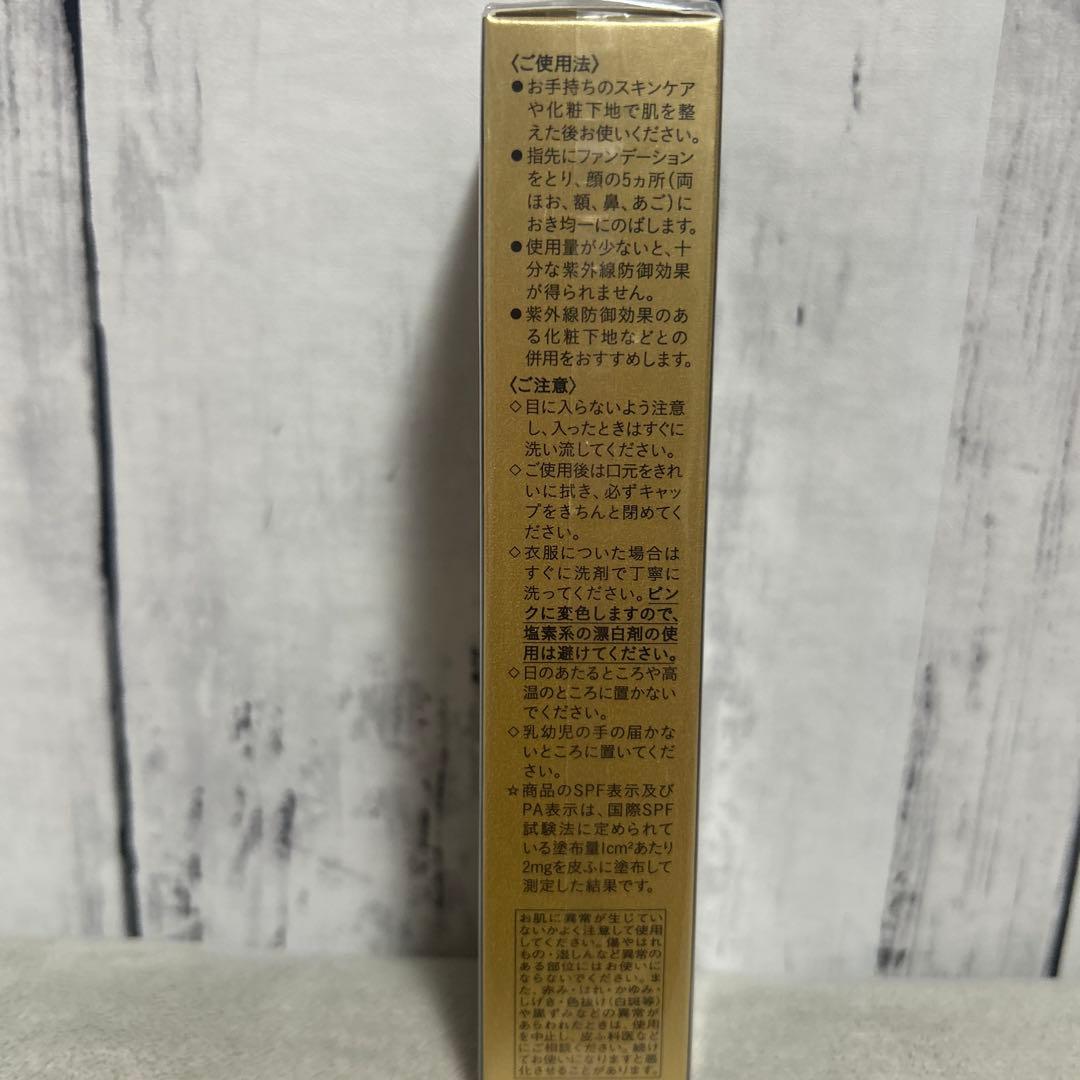 〈ご使用法〉
●お手持ちのスキンケア
や化粧下地で肌を整
えた後お使いください。
●指先にファンデーション
をとり、顔の5ヵ所(両
ほお、額、鼻、あご)に
おき均一にのばします。
●使用量が少ないと、十
分な紫外線防御効果
が得られません。
●紫外線防御効果のあ
る化粧下地などとの
併用をおすすめします。
〈ご注意〉
◇目に入らないよう注意
し、入ったときはすぐに
洗い流してください。
◇ご使用後は口元をきれ
いに拭き、必ずキャッ
プをきちんと閉めてく
ださい。
◇衣服についた場合は
すぐに洗剤で丁寧に
洗ってください。ピン
クに変色しますので、
塩素系の漂白剤の使
用は避けてください。
◇日のあたるところや高
温のところに置かない
でください。
◇乳幼児の手の届かな
いところに置いてくだ
さい。
☆商品のSPF表示及び
PA表示は、国際SPF
試験法に定められて
いる塗布量1cm²あたり
2mgを皮ふに塗布して
測定した結果です。
お肌に異常が生じてい
ないかよく注意して使用
してください。傷やはれ
もの・湿しんなど異常の
ある部位にはお使いに
ならないでください。ま
た、赤み・はれ・かゆみ・
しげき・色抜け(白斑等)
や黒ずみなどの異常が
あらわれたときは、使用
を中止し、皮ふ科医など
にご相談ください。続け
てお使いになりますと悪
化させることがあります。